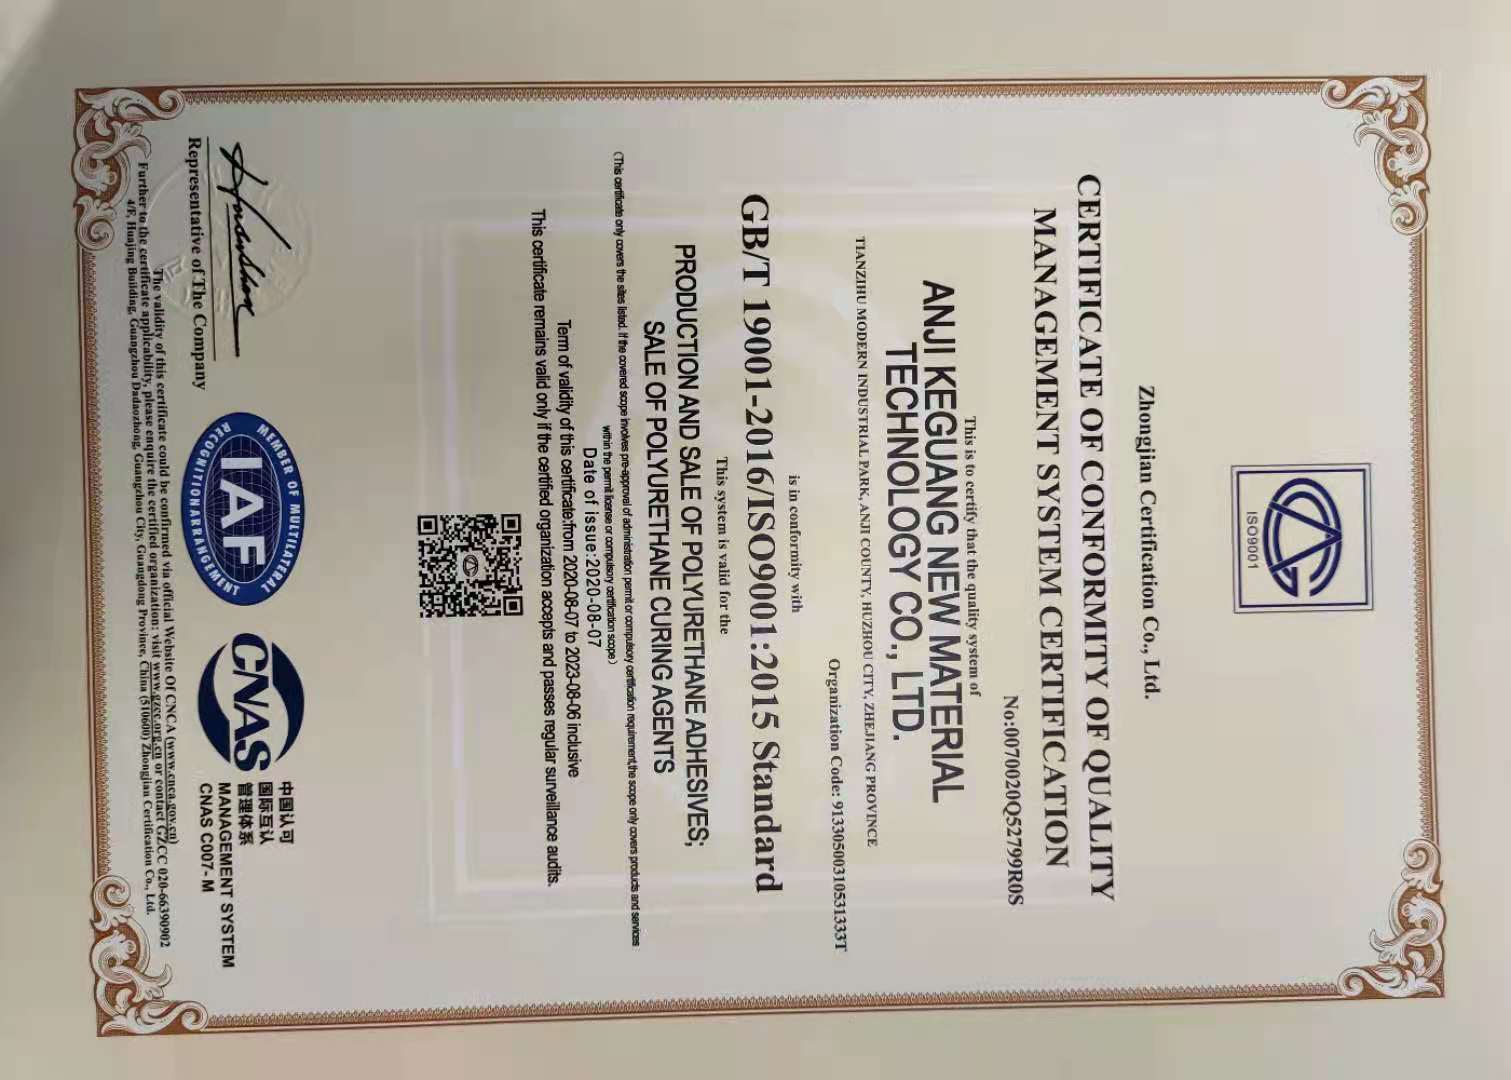 ISO9001
Zhongjian Certification Co., Ltd.
CERTIFICATE OF CONFORMITY OF QUALITY
MANAGEMENT SYSTEM CERTIFICATION
No:0070020Q52799R0S
This is to certify that the quality system of
ANJI KEGUANG NEW MATERIAL
TECHNOLOGY CO., LTD.
TIANZIHU MODERN INDUSTRIAL PARK, ANJI COUNTY, HUZHOU CITY, ZHEJIANG PROVINCE
Organization Code: 91330500310531333T
is in conformity with
GB/T 19001-2016/ISO9001:2015 Standard
This system is valid for the
PRODUCTION AND SALE OF POLYURETHANE ADHESIVES;
SALE OF POLYURETHANE CURING AGENTS
(This certificate only covers the sites listed. If the covered scope involves pre-approval of administration permit or compulsory certification requirement,the scope only covers products and services
within the permit license or compulsory certification scope)
Date of issue:2020-08-07
Term of validity of this certificate:from 2020-08-07 to 2023-08-06 inclusive
This certificate remains valid only if the certified organization accepts and passes regular surveillance audits.
Representative of The Company
MEMBER OF MULTILATERAL
IAF
RECOGNITION ARRANGEMENT
CNAS
中国认可
国际互认
管理体系
MANAGEMENT SYSTEM
CNAS C007-M
The validity of this certificate could be confirmed via official Website Of CNCA (www.cnca.gov.cn)
Further to the certificate applicability, please enquire the certified organization: visit www.gzcc.org.cn or contact GZCC 020-66390902
4/F, Huajing Building, Guangzhou Dadaozhong, Guangzhou City, Guangdong Province, China (510600) Zhongjian Certification Co., Ltd.